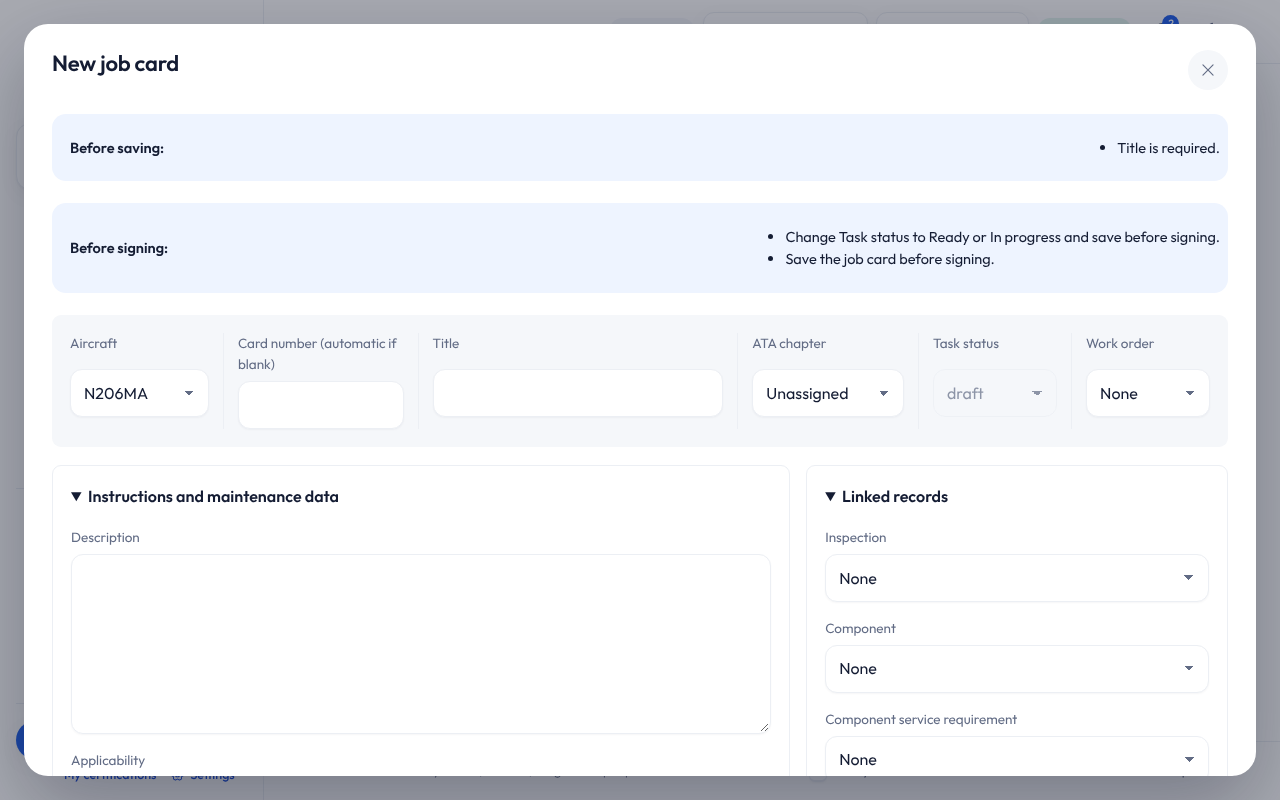 New job card
Before saving:
Title is required.
Before signing:
Change Task status to Ready or In progress and save before signing.
Save the job card before signing.
Aircraft
Card number (automatic if
blank)
Title
ATA chapter
Task status
Work order
N206MA
Unassigned
draft
None
Instructions and maintenance data
Description
Applicability
Linked records
Inspection
None
Component
None
Component service requirement
None
My certifications
Settings